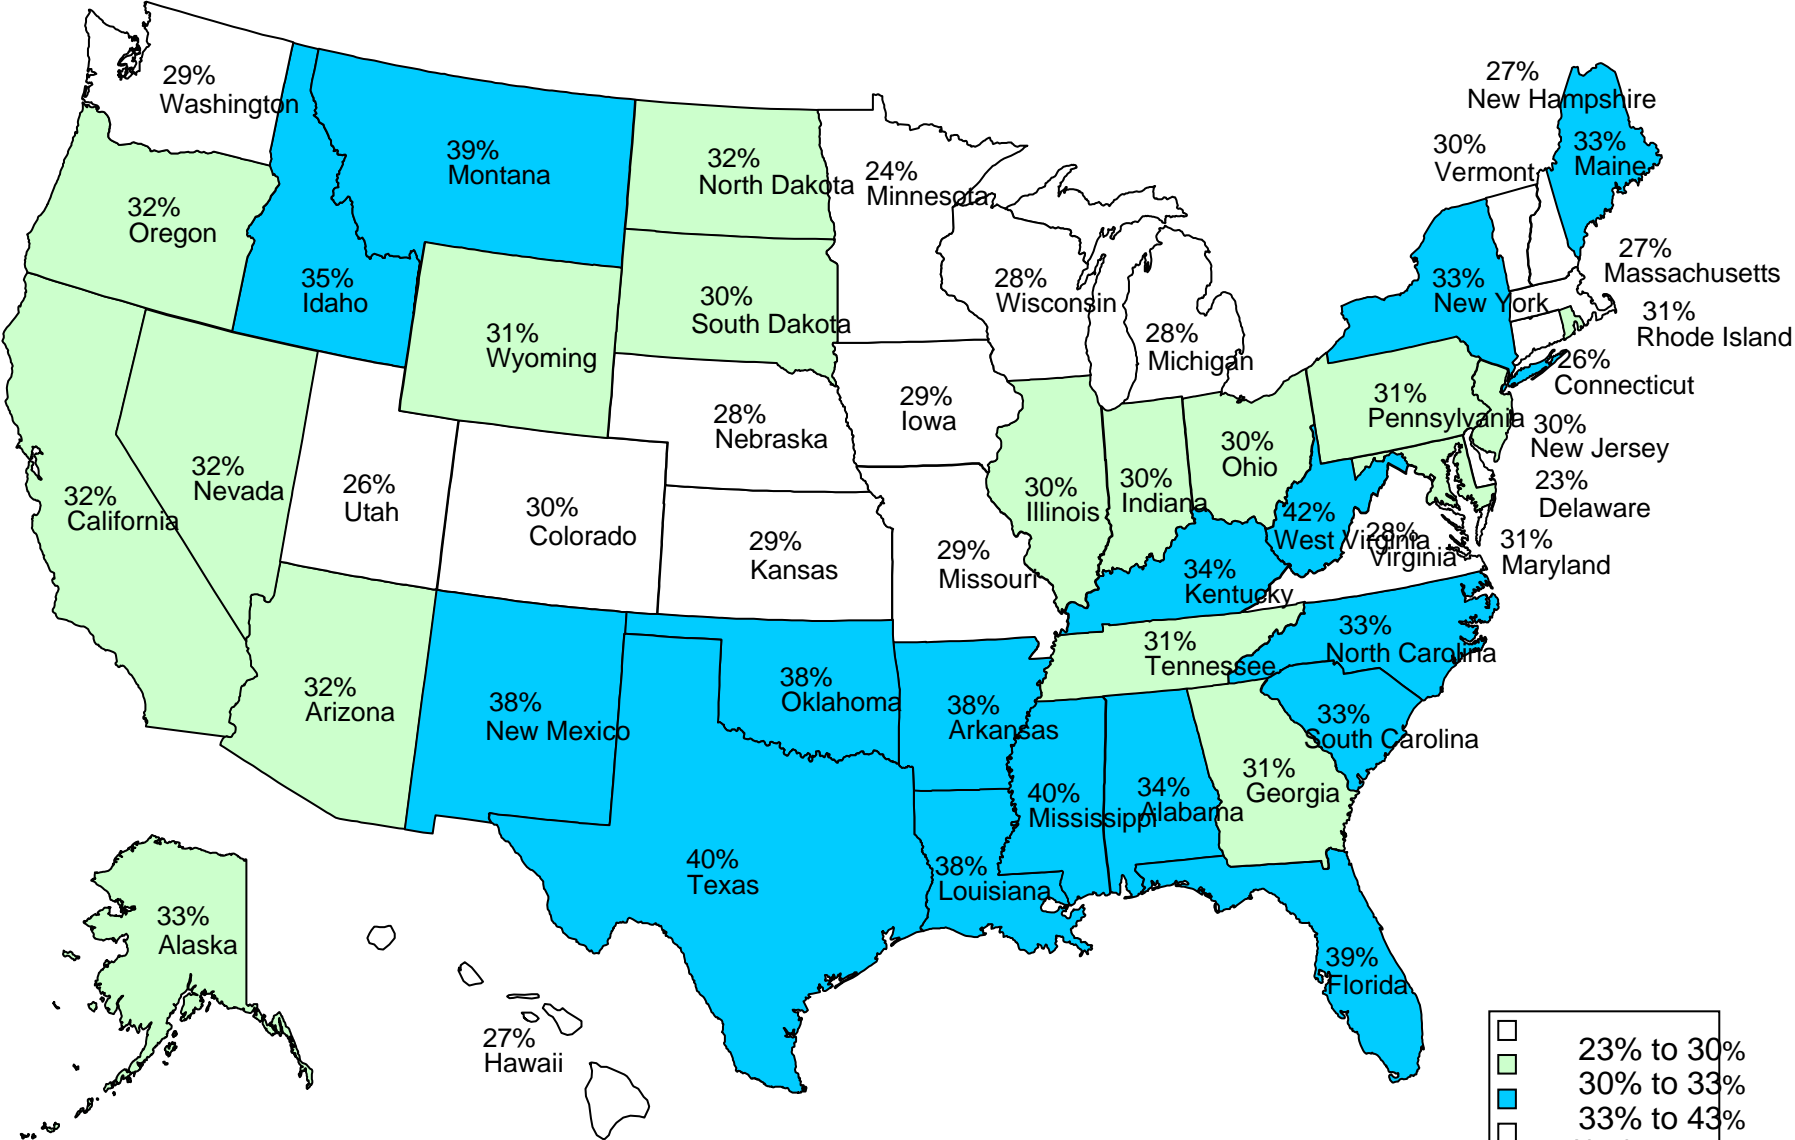 29%
Washington
27%
New Hampshire
33%
Maine
30%
Vermont
39%
Montana
32%
North Dakota
24%
Minnesota
32%
Oregon
35%
Idaho
30%
South Dakota
28%
Wisconsin
33%
New York
27%
Massachusetts
31%
Rhode Island
26%
Connecticut
31%
Wyoming
28%
Michigan
28%
Nebraska
29%
Iowa
31%
Pennsylvania
30%
New Jersey
23%
Delaware
31%
Maryland
32%
California
32%
Nevada
26%
Utah
30%
Colorado
29%
Kansas
29%
Missouri
30%
Illinois
30%
Indiana
30%
Ohio
42%
West Virginia
28%
Virginia
34%
Kentucky
33%
North Carolina
31%
Tennessee
32%
Arizona
38%
New Mexico
38%
Oklahoma
38%
Arkansas
33%
South Carolina
40%
Mississippi
34%
Alabama
31%
Georgia
40%
Texas
38%
Louisiana
39%
Florida
33%
Alaska
27%
Hawaii
23% to 30%
30% to 33%
33% to 43%